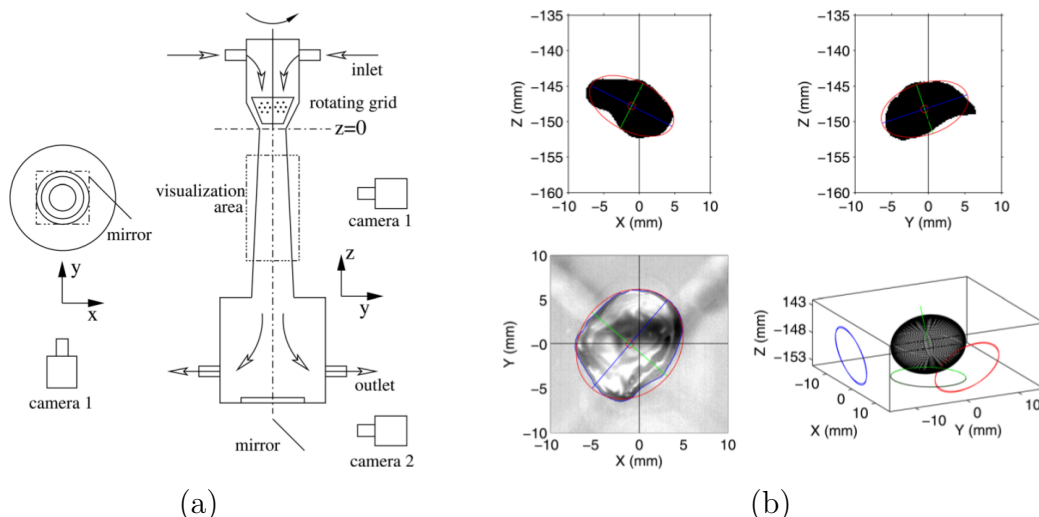 inlet
rotating grid
z=0
visualization
area
camera 1
mirror
z
y
y
x
camera 1
outlet
mirror
camera 2
(a)
−135
−140
−145
−150
−155
−160
Z (mm)
−10 −5 0 5 10
X (mm)
−135
−140
−145
−150
−155
−160
Z (mm)
−10 −5 0 5 10
Y (mm)
10
5
−0
−5
−10
Y (mm)
−10 −5 0 5 10
X (mm)
−143
−148
−153
Z (mm)
−10
0
10
X (mm)
−10
0
10
Y (mm)
(b)